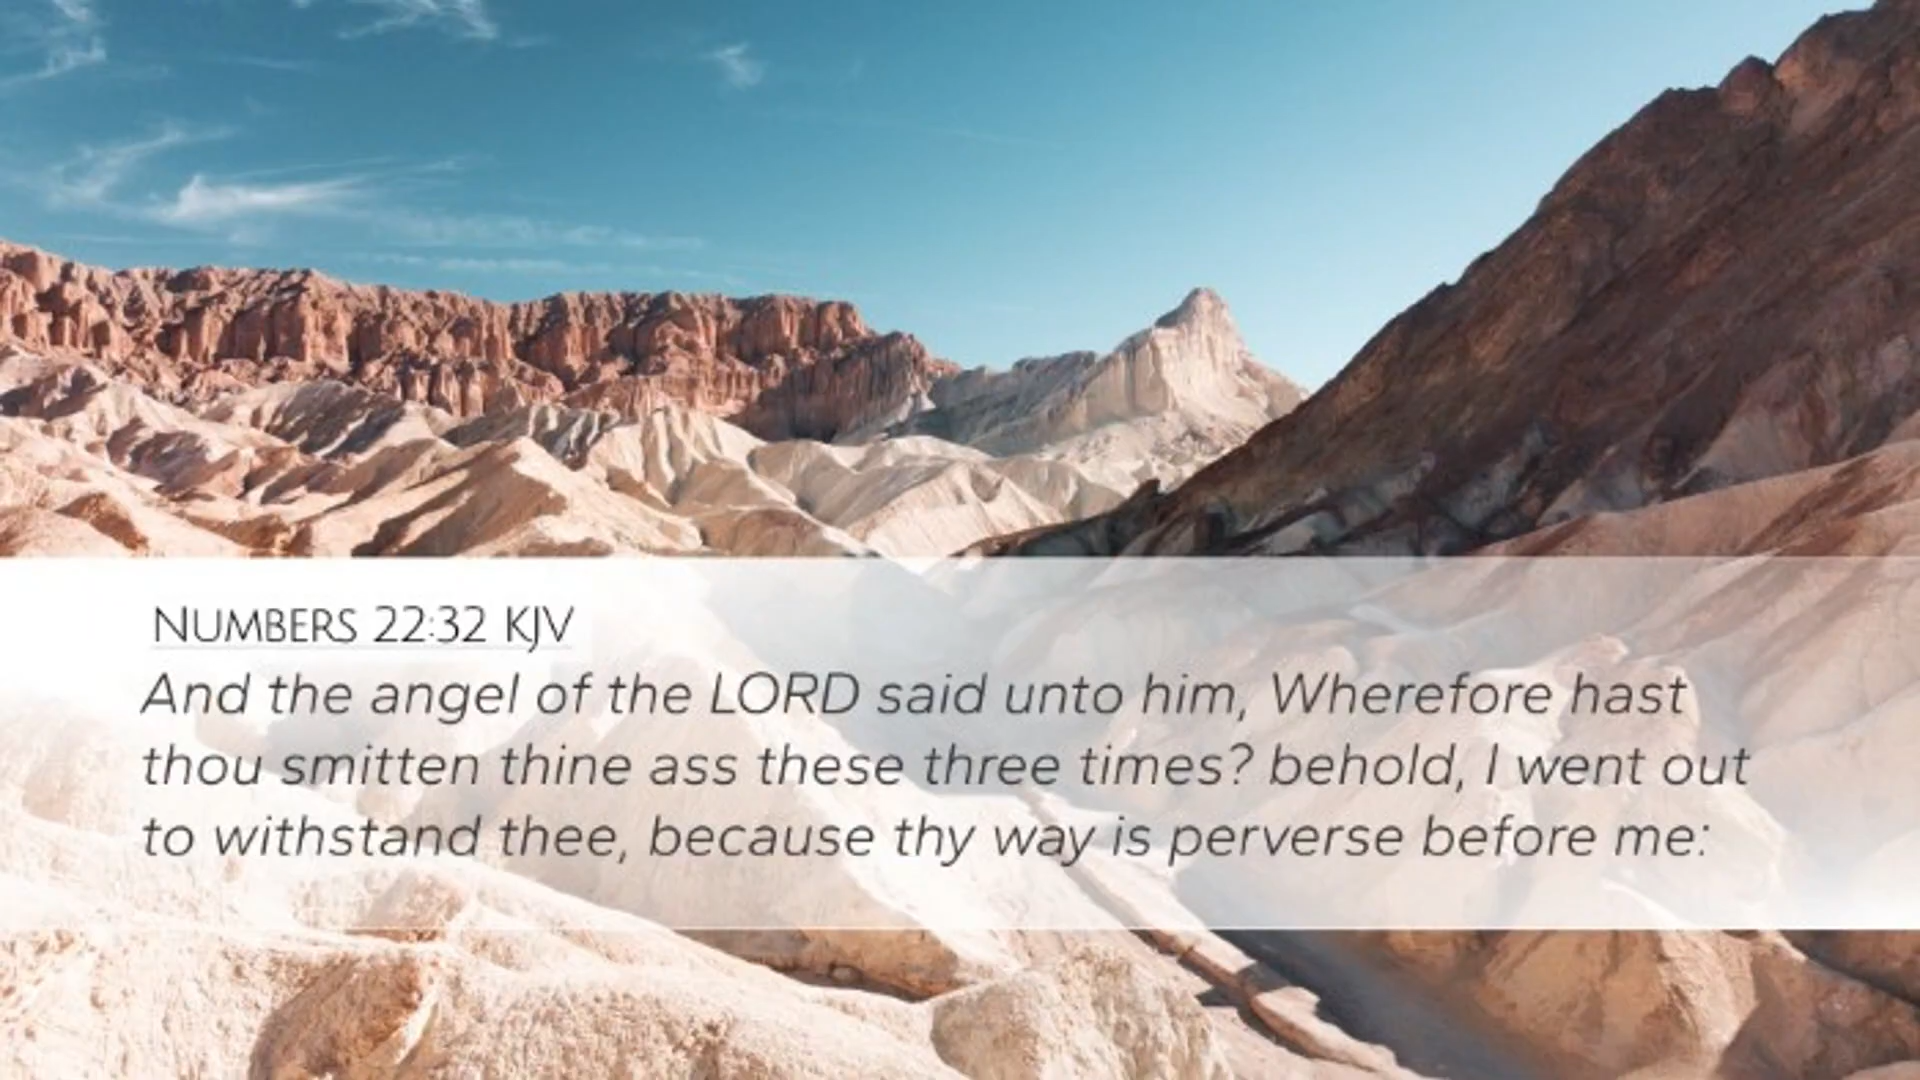 Numbers 22:32 KJV
And the angel of the LORD said unto him, Wherefore hast
thou smitten thine ass these three times? behold, I went out
to withstand thee, because thy way is perverse before me: